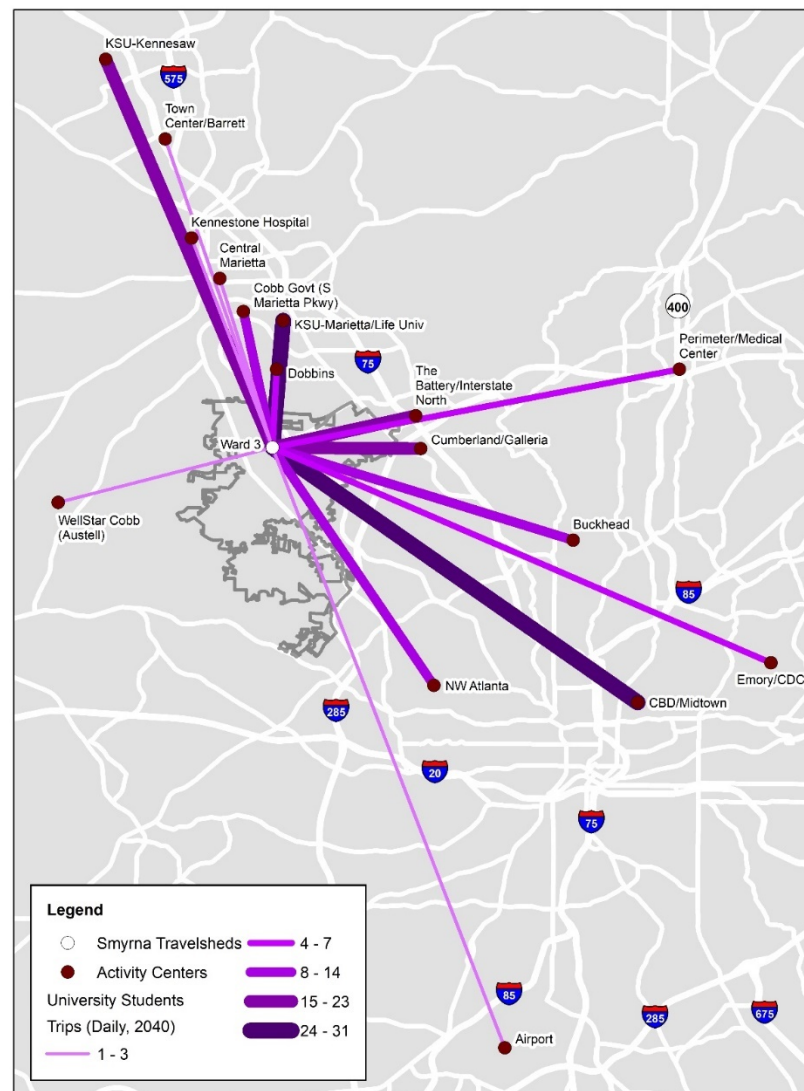 KSU-Kennesaw
575
Town
Center/Barrett
Kennestone Hospital
Central
Marietta
Cobb Govt (S
Marietta Pkwy)
KSU-Marietta/Life Univ
400
75
Dobbins
Perimeter/Medical
Center
The
Battery/Interstate
North
Ward 3
Cumberland/Galleria
WellStar Cobb
(Austell)
Buckhead
85
Emory/CDC
NW Atlanta
CBD/Midtown
285
20
75
Legend
Smyrna Travelsheds
Activity Centers
University Students
Trips (Daily, 2040)
1 - 3
4 - 7
8 - 14
15 - 23
24 - 31
85
285
675
Airport